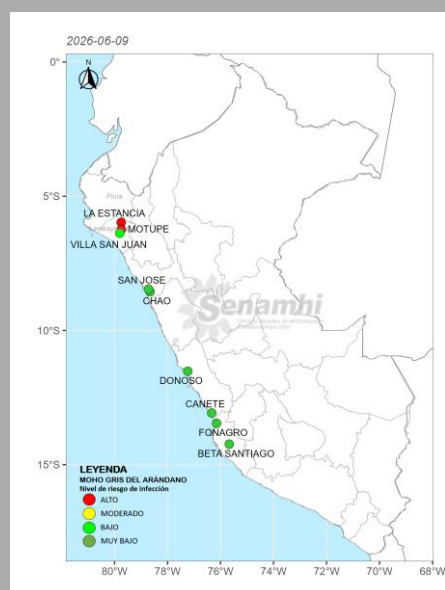 2026-06-09
N
0°
5°S
10°S
15°S
Piura
LA ESTANCIA
MOTUPE
VILLA SAN JUAN
SAN JOSE
CHAO
Senamhi
DONOSO
CANETE
FONAGRO
BETA SANTIAGO
LEYENDA
MOHO GRIS DEL ARÁNDANO
Nivel de riesgo de infección
ALTO
MODERADO
BAJO
MUY BAJO
80°W 78°W 76°W 74°W 72°W 70°W 68°W